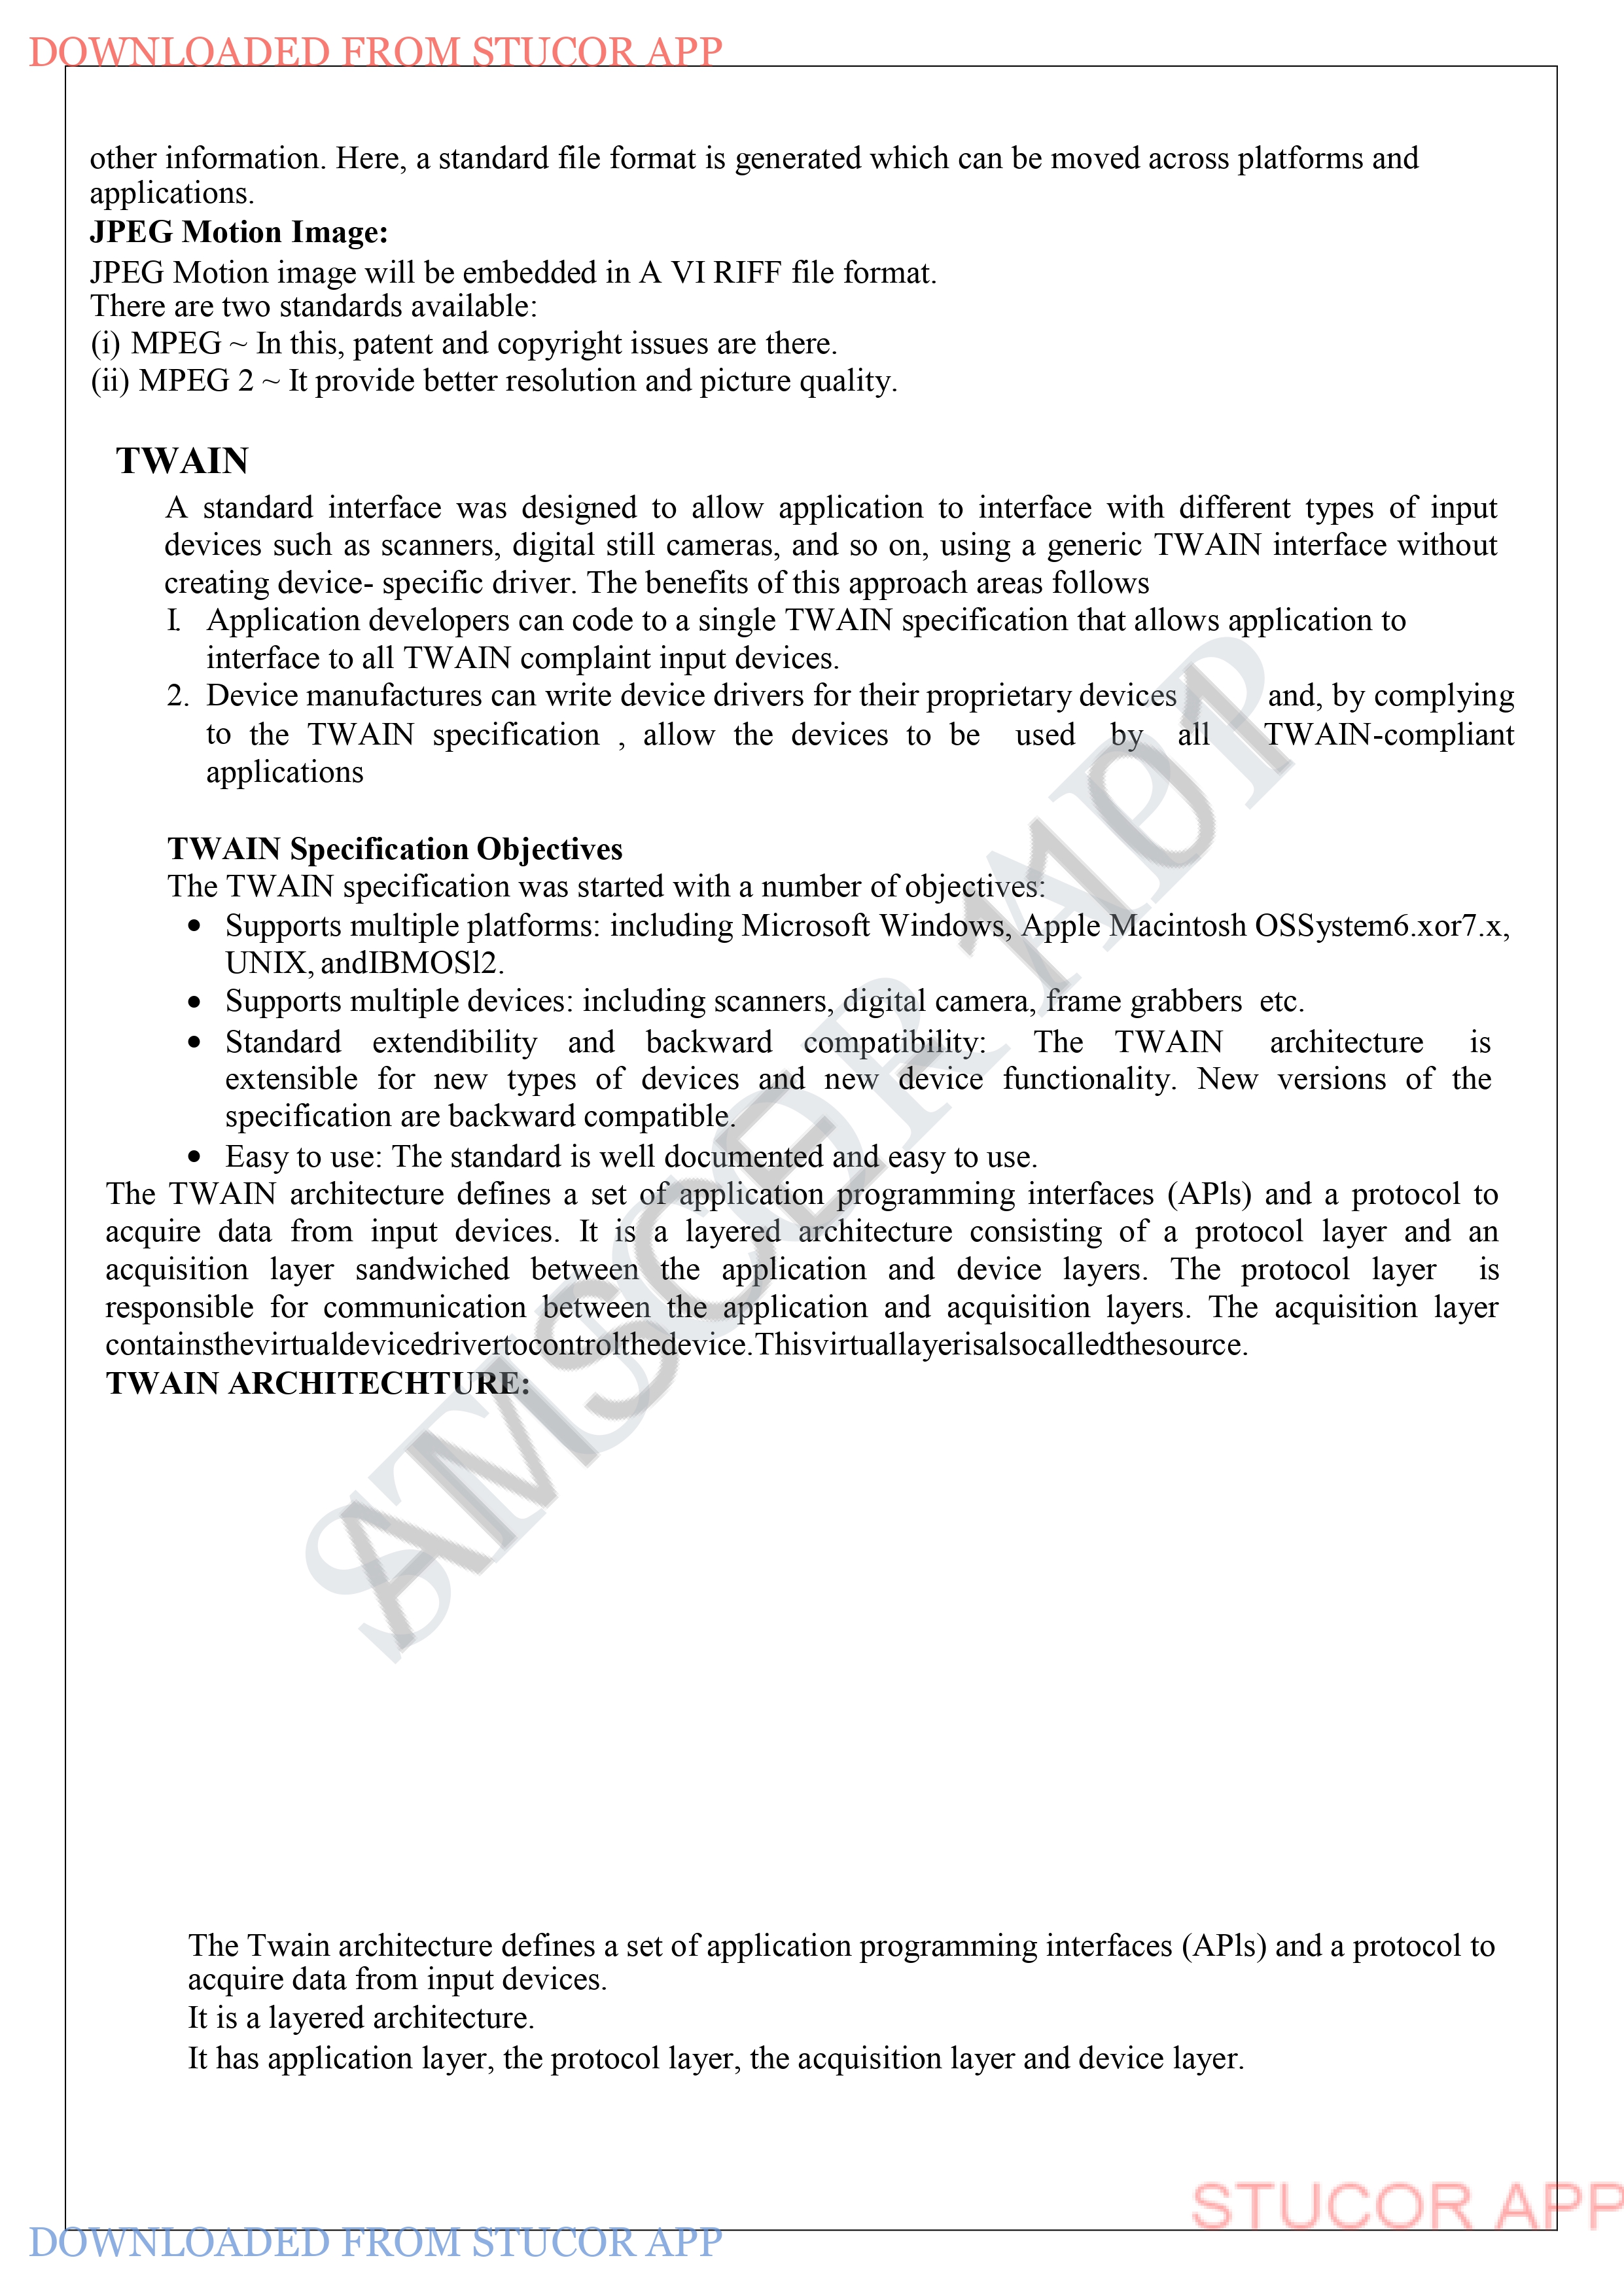 DOWNLOADED FROM STUCOR APP
other information. Here, a standard file format is generated which can be moved across platforms and
applications.
JPEG Motion Image:
JPEG Motion image will be embedded in A VI RIFF file format.
There are two standards available:
(i) MPEG ~ In this, patent and copyright issues are there.
(ii) MPEG 2 ~ It provide better resolution and picture quality.
TWAIN
A standard interface was designed to allow application to interface with different types of input
devices such as scanners, digital still cameras, and so on, using a generic TWAIN interface without
creating device- specific driver. The benefits of this approach areas follows
I. Application developers can code to a single TWAIN specification that allows application to
interface to all TWAIN complaint input devices.
2. Device manufactures can write device drivers for their proprietary devices and, by complying
to the TWAIN specification , allow the devices to be used by all TWAIN-compliant
applications
TWAIN Specification Objectives
The TWAIN specification was started with a number of objectives:
• Supports multiple platforms: including Microsoft Windows, Apple Macintosh OSSystem6.xor7.x,
UNIX, andIBMOSl2.
• Supports multiple devices: including scanners, digital camera, frame grabbers etc.
• Standard extendibility and backward compatibility: The TWAIN architecture is
extensible for new types of devices and new device functionality. New versions of the
specification are backward compatible.
• Easy to use: The standard is well documented and easy to use.
The TWAIN architecture defines a set of application programming interfaces (APls) and a protocol to
acquire data from input devices. It is a layered architecture consisting of a protocol layer and an
acquisition layer sandwiched between the application and device layers. The protocol layer is
responsible for communication between the application and acquisition layers. The acquisition layer
containsthevirtualdevicedrivertocontrolthedevice.Thisvirtuallayerisalsocalledthesource.
TWAIN ARCHITECHTURE:
STUCOR APP
AMSCE 1101
The Twain architecture defines a set of application programming interfaces (APls) and a protocol to
acquire data from input devices.
It is a layered architecture.
It has application layer, the protocol layer, the acquisition layer and device layer.
STUCOR APP
DOWNLOADED FROM STUCOR APP